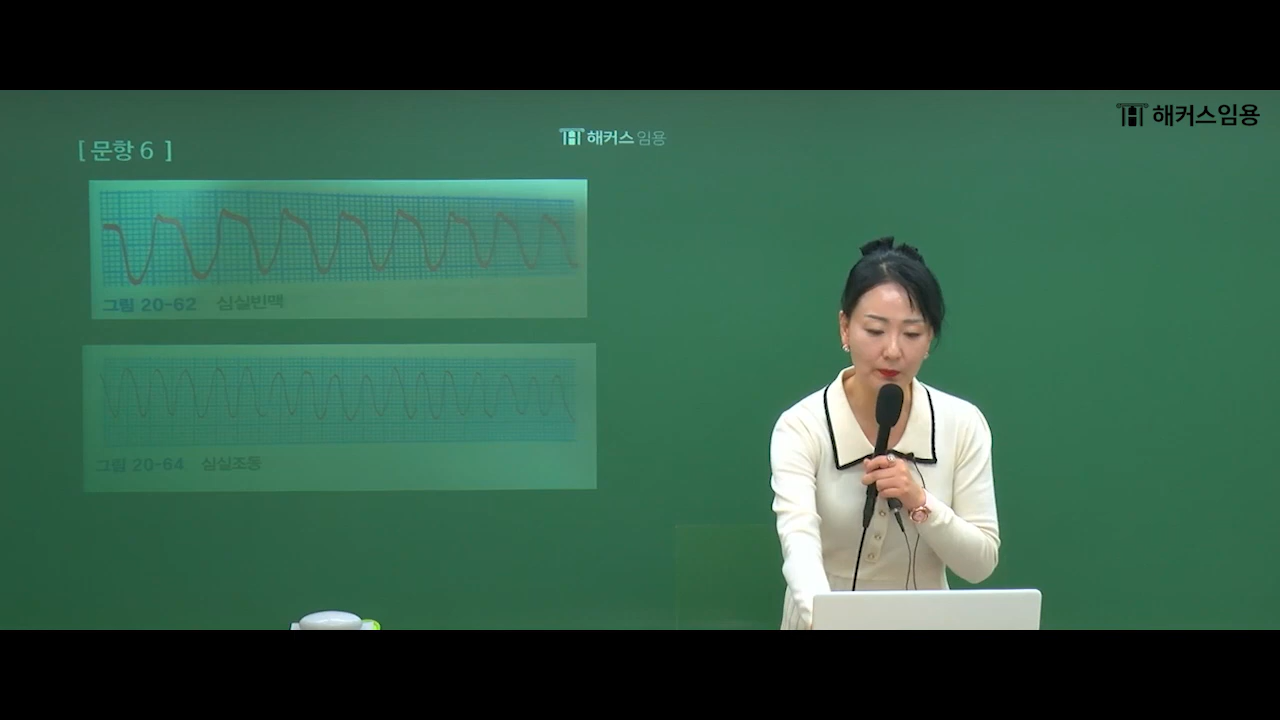 해커스임용
해커스임용
[ 문항 6 ]
그림 20-62 심실빈맥
그림 20-64 심실조동